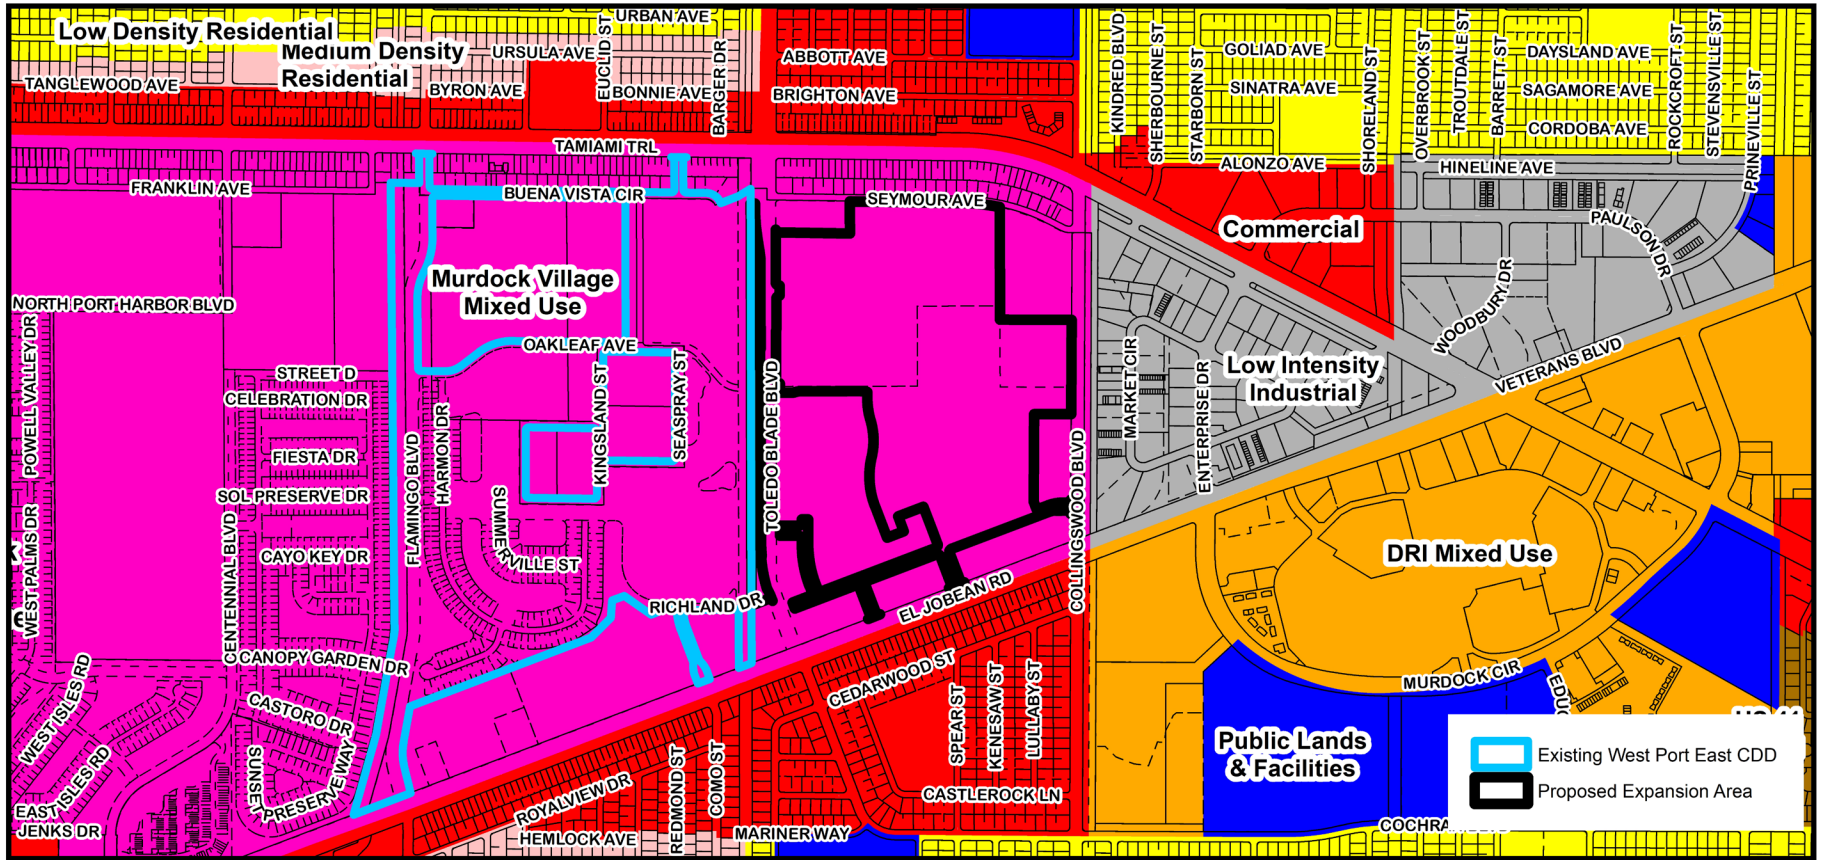 URBAN AVE
Low Density Residential
Medium Density
Residential
URSULA AVE
EUCLID ST
BARGER DR
ABBOTT AVE
TANGLEWOOD AVE
BYRON AVE
BONNIE AVE
BRIGHTON AVE
KINDRED BLVD
SHERBOURNE ST
STARBORN ST
GOLIAD AVE
SINATRA AVE
SHORELAND ST
OVERBROOK ST
TROUTDALE ST
BARRETT ST
DAYSLAND AVE
SAGAMORE AVE
CORDOBA AVE
ROCKCROFT ST
STEVENSVILLE ST
PRINEVILLE ST
TAMIAMI TRL
ALONZO AVE
HINELINE AVE
FRANKLIN AVE
BUENA VISTA CIR
SEYMOUR AVE
Commercial
PAULSON DR
Murdock Village
Mixed Use
NORTH PORT HARBOR BLVD
WOODBURY DR
POWELL VALLEY DR
OAKLEAF AVE
STREET D
CELEBRATION DR
FIESTA DR
SOL PRESERVE DR
CAYO KEY DR
FLAMINGO BLVD
HARMON DR
KINGSLAND ST
SEASPRAY ST
TOLEDO BLADE BLVD
MARKET CIR
ENTERPRISE DR
Low Intensity
Industrial
VETERANS BLVD
COLLINGSWOOD BLVD
SUMMERVILLE ST
DRI Mixed Use
WEST PALMS DR
CENTENNIAL BLVD
RICHLAND DR
EL JOBEAN RD
CANOPY GARDEN DR
CEDARWOOD ST
MURDOCK CIR
WEST ISLES RD
CASTORO DR
SPEAR ST
KENESAW ST
LULLABY ST
Public Lands
& Facilities
EAST ISLES RD
SUNSET
PRESERVE WAY
ROYALVIEW DR
REDMOND ST
COMO ST
CASTLEROCK LN
JENKS DR
HEMLOCK AVE
MARINER WAY
Existing West Port East CDD
Proposed Expansion Area